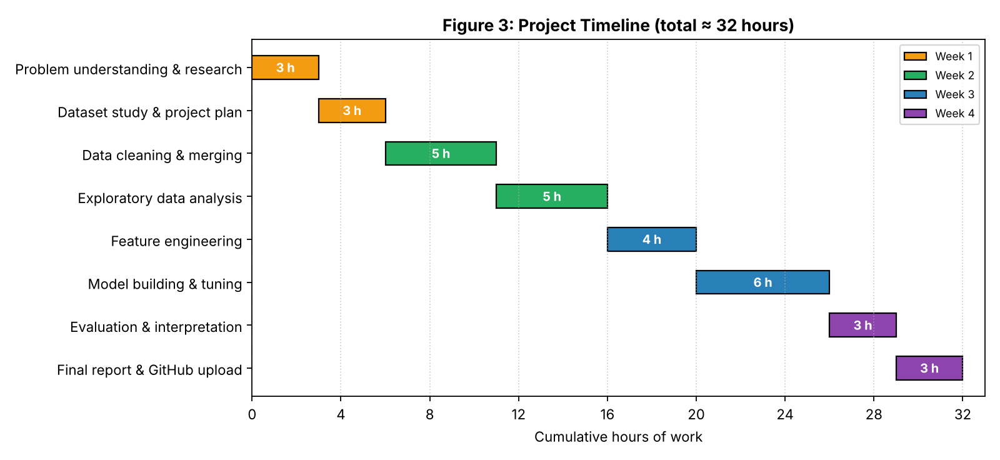 Figure 3: Project Timeline (total ≈ 32 hours)
Week 1
Week 2
Week 3
Week 4
Problem understanding & research
3 h
Dataset study & project plan
3 h
Data cleaning & merging
5 h
Exploratory data analysis
5 h
Feature engineering
4 h
Model building & tuning
6 h
Evaluation & interpretation
3 h
Final report & GitHub upload
3 h
0 4 8 12 16 20 24 28 32
Cumulative hours of work